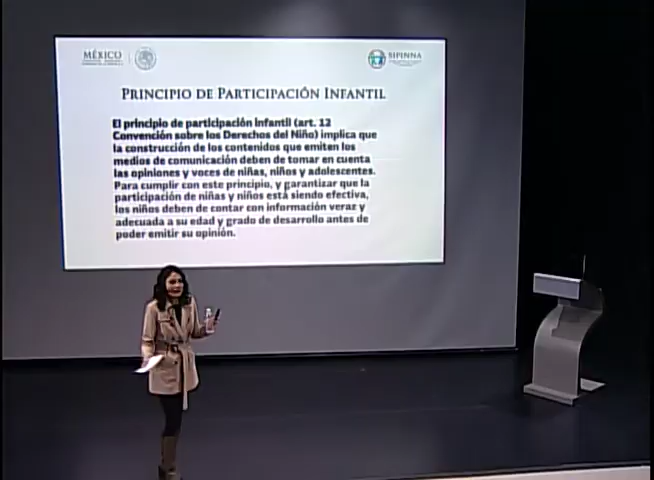 MÉXICO
SIPINNA
PRINCIPIO DE PARTICIPACIÓN INFANTIL
El principio de participación infantil (art. 12
Convención sobre los Derechos del Niño) implica que
la construcción de los contenidos que emiten los
medios de comunicación deben de tomar en cuenta
las opiniones y voces de niñas, niños y adolescentes.
Para cumplir con este principio, y garantizar que la
participación de niñas y niños está siendo efectiva,
los niños deben de contar con información veraz y
adecuada a su edad y grado de desarrollo antes de
poder emitir su opinión.